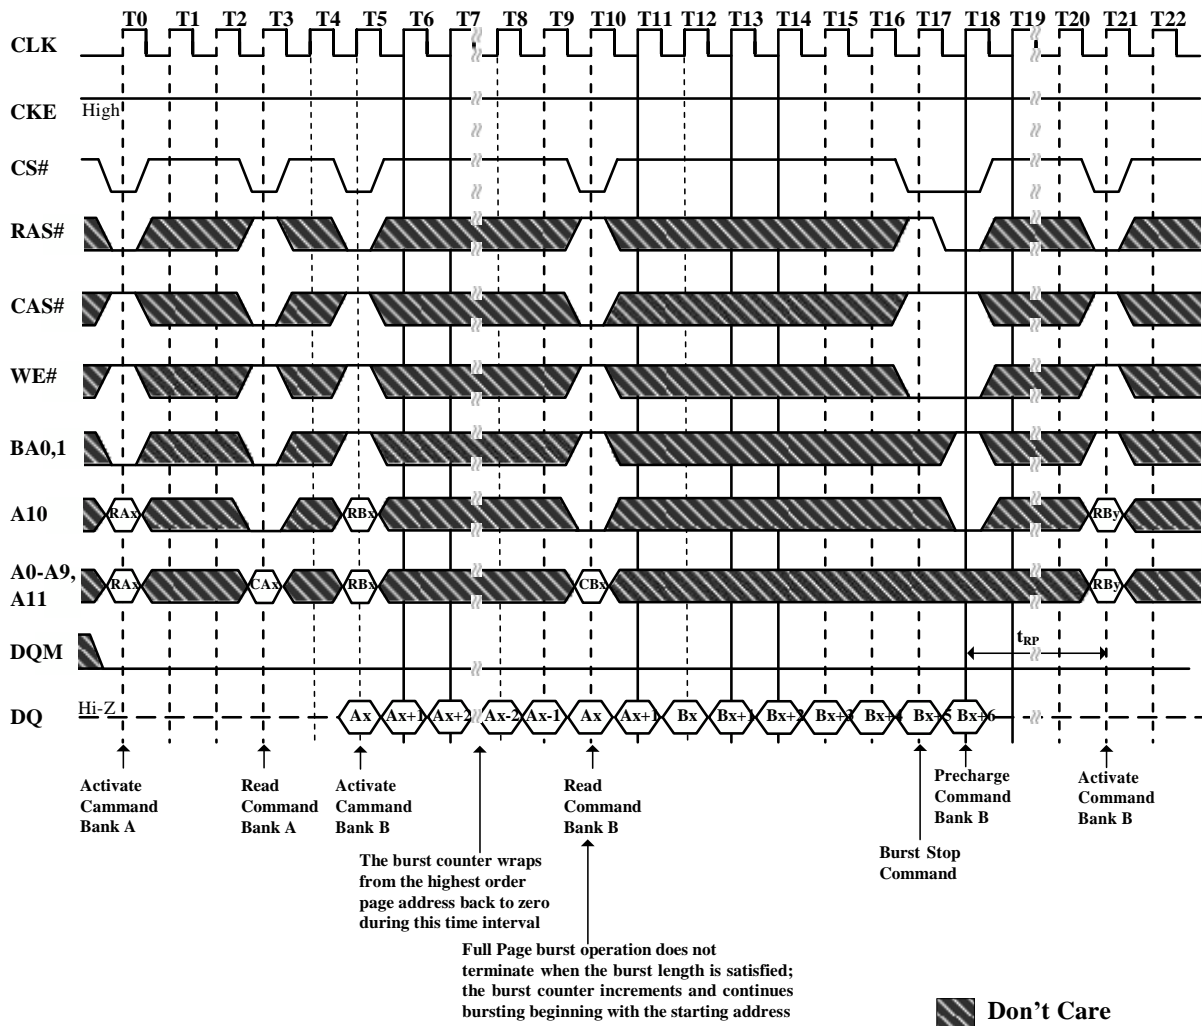 T0 T1 T2 T3 T4 T5 T6 T7 T8 T9 T10 T11 T12 T13 T14 T15 T16 T17 T18 T19 T20 T21 T22
CLK
CKE High
CS#
RAS#
CAS#
WE#
BA0,1
A10 RAx RBx RBy
A0-A9,
A11 RAx CAx RBx CBx RBy
DQM tRP
DQ Hi-Z Ax Ax+1 Ax+2 Ax-2 Ax-1 Ax Ax+1 Bx Bx+1 Bx+2 Bx+3 Bx+4 Bx+5 Bx+6
Activate
Cammand
Bank A
Read
Command
Bank A
Activate
Cammand
Bank B
Read
Command
Bank B
Precharge
Command
Bank B
Activate
Command
Bank B
Burst Stop
Command
The burst counter wraps
from the highest order
page address back to zero
during this time interval
Full Page burst operation does not
terminate when the burst length is satisfied;
the burst counter increments and continues
bursting beginning with the starting address
Don't Care